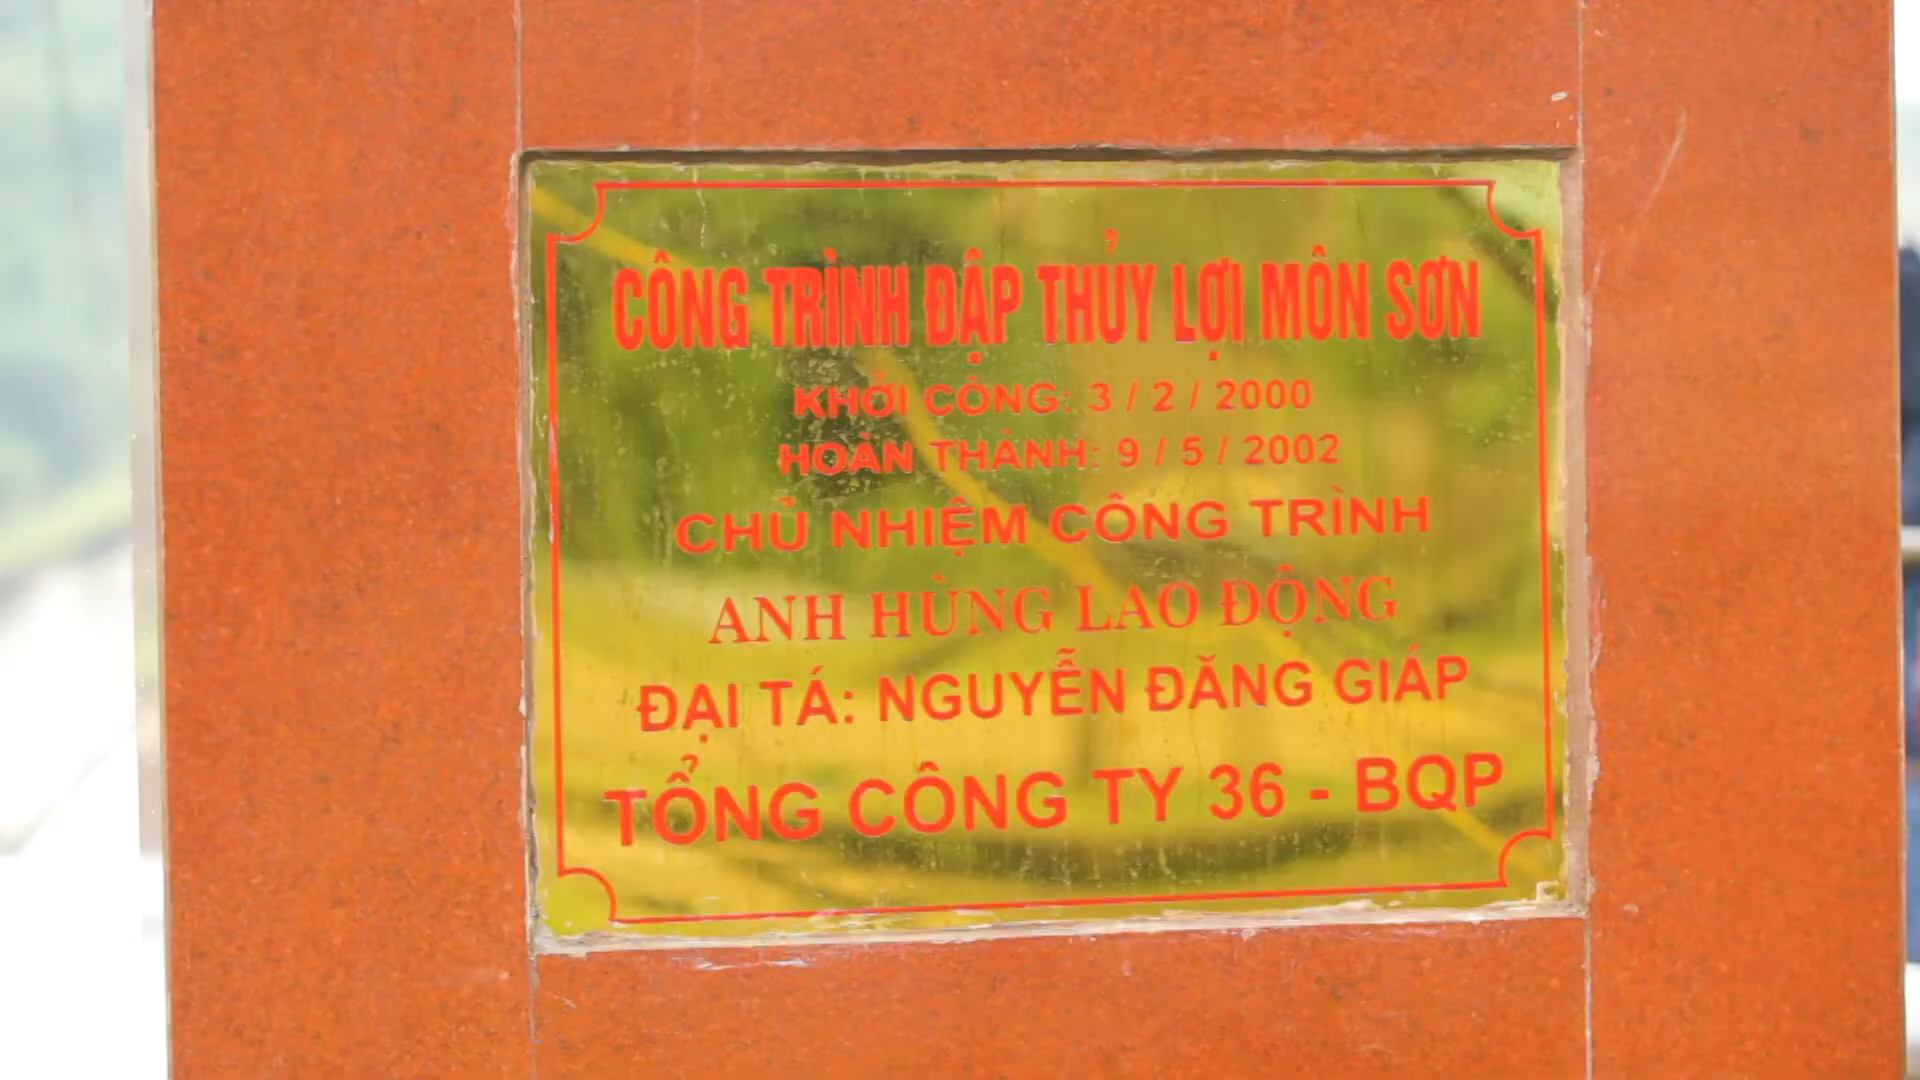 CÔNG TRÌNH ĐẬP THỦY LỢI MÔN SƠN
KHỞI CÔNG: 3 / 2 / 2000
HOÀN THÀNH: 9 / 5 / 2002
CHỦ NHIỆM CÔNG TRÌNH
ANH HÙNG LAO ĐỘNG
ĐẠI TÁ: NGUYỄN ĐĂNG GIÁP
TỔNG CÔNG TY 36 - BQP